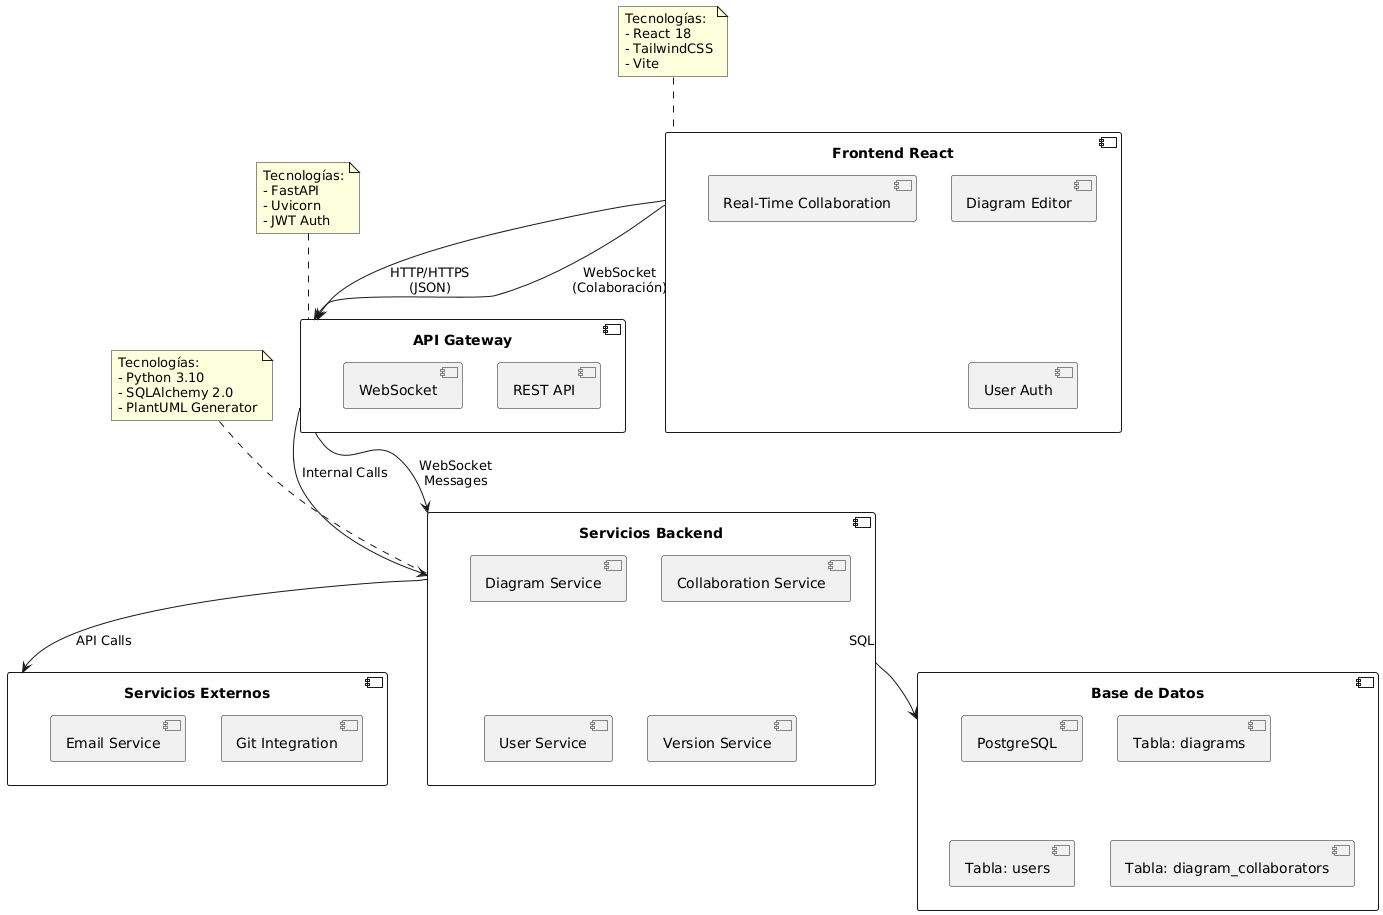 Tecnologías:
- React 18
- TailwindCSS
- Vite
Frontend React
Real-Time Collaboration
Diagram Editor
User Auth
Tecnologías:
- FastAPI
- Uvicorn
- JWT Auth
HTTP/HTTPS
(JSON)
WebSocket
(Colaboración)
API Gateway
WebSocket
REST API
Tecnologías:
- Python 3.10
- SQLAlchemy 2.0
- PlantUML Generator
Internal Calls
WebSocket
Messages
Servicios Backend
Diagram Service
Collaboration Service
User Service
Version Service
API Calls
SQL
Servicios Externos
Email Service
Git Integration
Base de Datos
PostgreSQL
Tabla: diagrams
Tabla: users
Tabla: diagram_collaborators